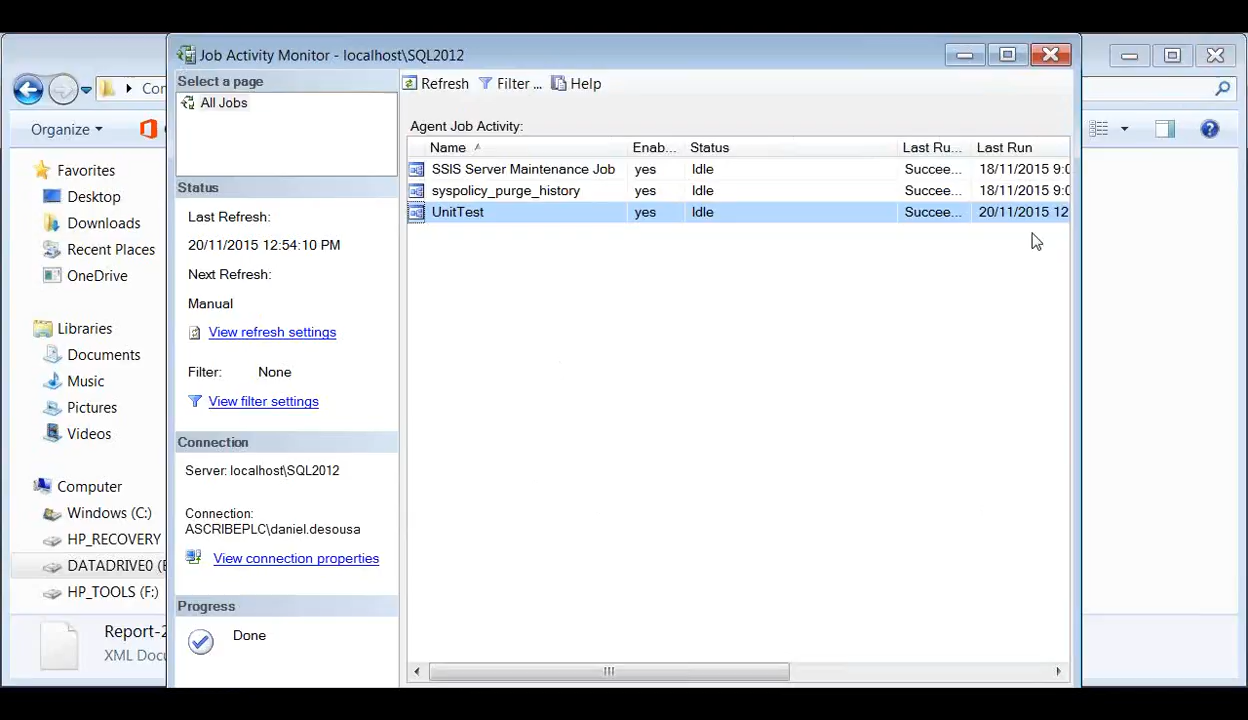 Job Activity Monitor - localhost\SQL2012
Select a page
All Jobs
Status
Last Refresh:
20/11/2015 12:54:10 PM
Next Refresh:
Manual
View refresh settings
Filter: None
View filter settings
Connection
Server: localhost\SQL2012
Connection:
ASCRIBEPLC\daniel.desousa
View connection properties
Progress
Done
Refresh Filter ... Help
Agent Job Activity:
Name Enab... Status Last Ru... Last Run
SSIS Server Maintenance Job yes Idle Succee... 18/11/2015 9:0
syspolicy_purge_history yes Idle Succee... 18/11/2015 9:0
UnitTest yes Idle Succee... 20/11/2015 12
Con
Organize
Favorites
Desktop
Downloads
Recent Places
OneDrive
Libraries
Documents
Music
Pictures
Videos
Computer
Windows (C:)
HP_RECOVERY
DATADRIVE0 (
HP_TOOLS (F:)
Report-2
XML Docu